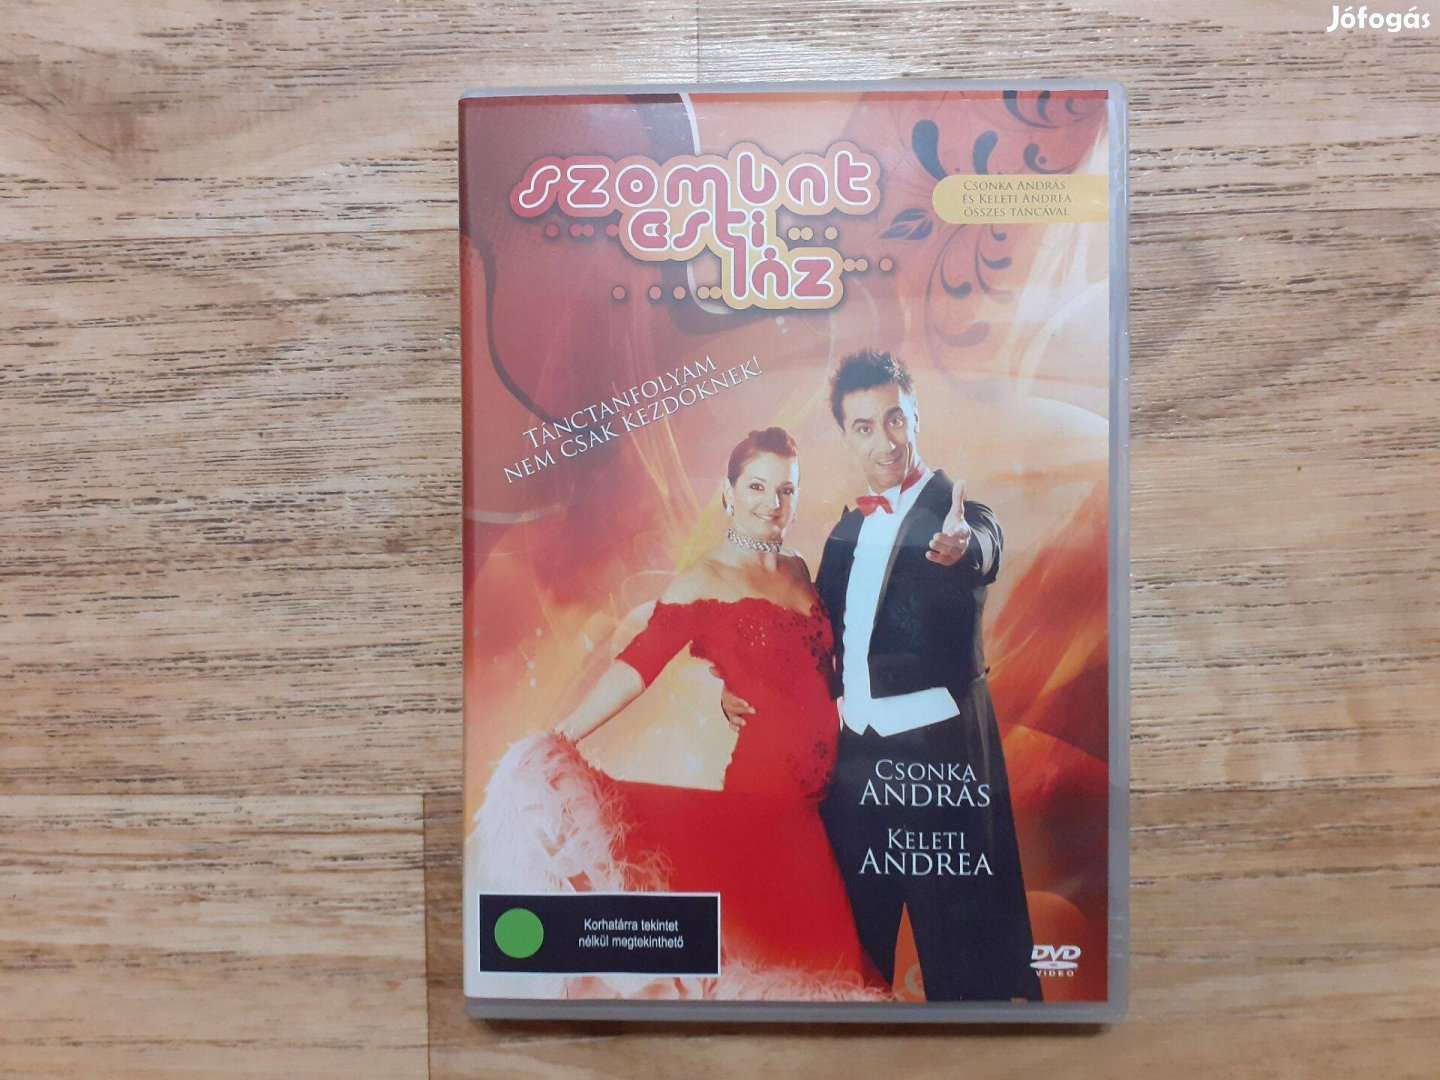 Jófogás
szombat
esti
láz
CSONKA ANDRÁS
ÉS KELETI ANDREA
ÖSSZES TÁNCÁVAL
TÁNCTANFOLYAM
NEM CSAK KEZDŐKNEK!
CSONKA
ANDRÁS
KELETI
ANDREA
Korhatárra tekintet
nélkül megtekinthető
DVD
VIDEO